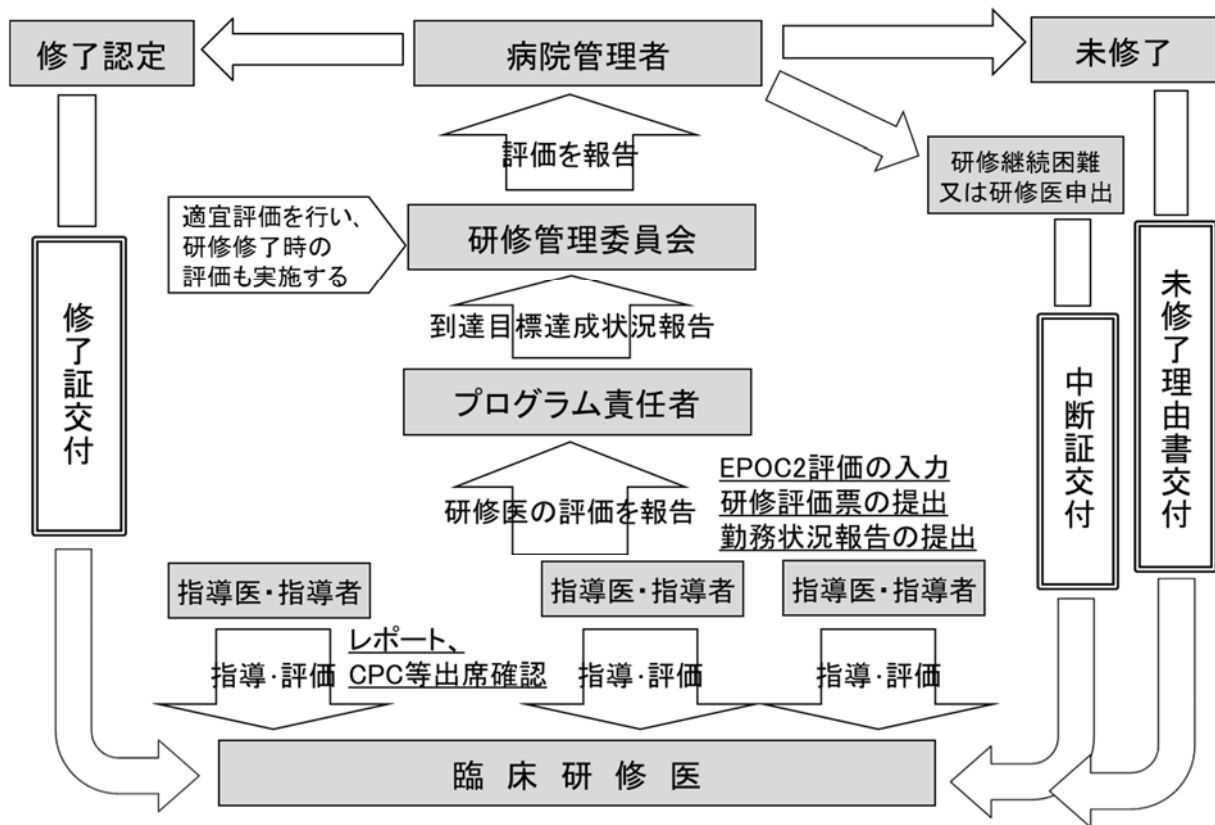 修了認定
病院管理者
未修了
評価を報告
研修継続困難
又は研修医申出
適宜評価を行い、
研修修了時の
評価も実施する
研修管理委員会
到達目標達成状況報告
修了証交付
中断証交付
未修了理由書交付
プログラム責任者
研修医の評価を報告
EPOC2評価の入力
研修評価票の提出
勤務状況報告の提出
指導医・指導者
指導医・指導者
指導医・指導者
指導・評価
レポート、
CPC等出席確認
指導・評価
指導・評価
臨床研修医